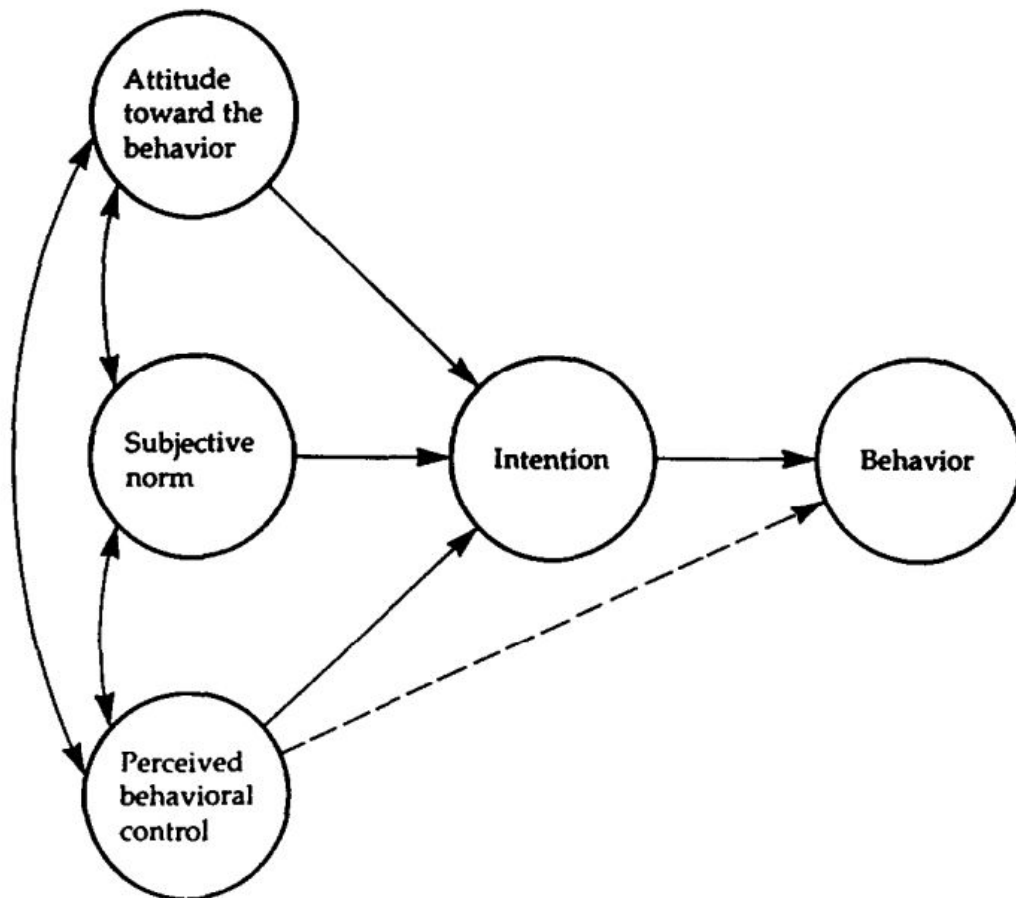 Attitude
toward the
behavior
Subjective
norm
Intention
Behavior
Perceived
behavioral
control